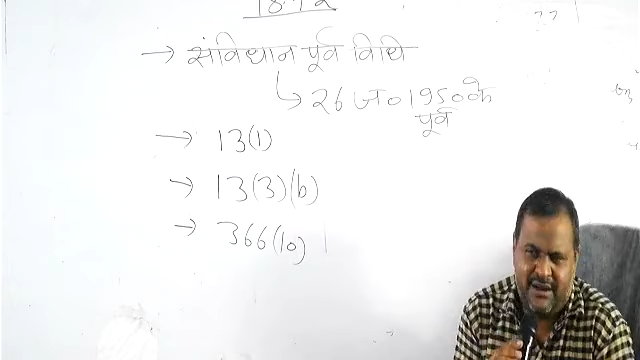 → संविधान पूर्व विधि
↳ 26 ज० 1950 के
पूर्व
→ 13(1)
→ 13(3)(b)
→ 366(10)